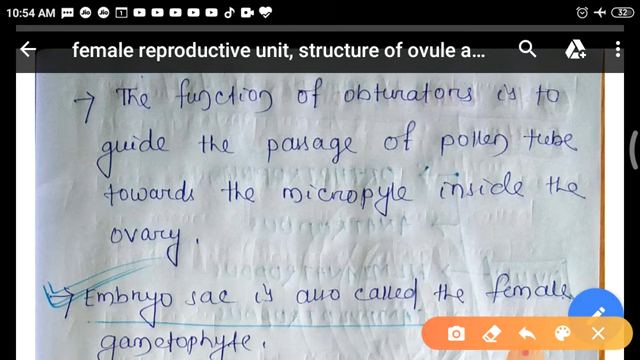 10:54 AM
32
female reproductive unit, structure of ovule a...
→ The function of obturators is to
guide the passage of pollen tube
towards the micropyle inside the
ovary.
→ Embryo sac is also called the female
gametophyte.